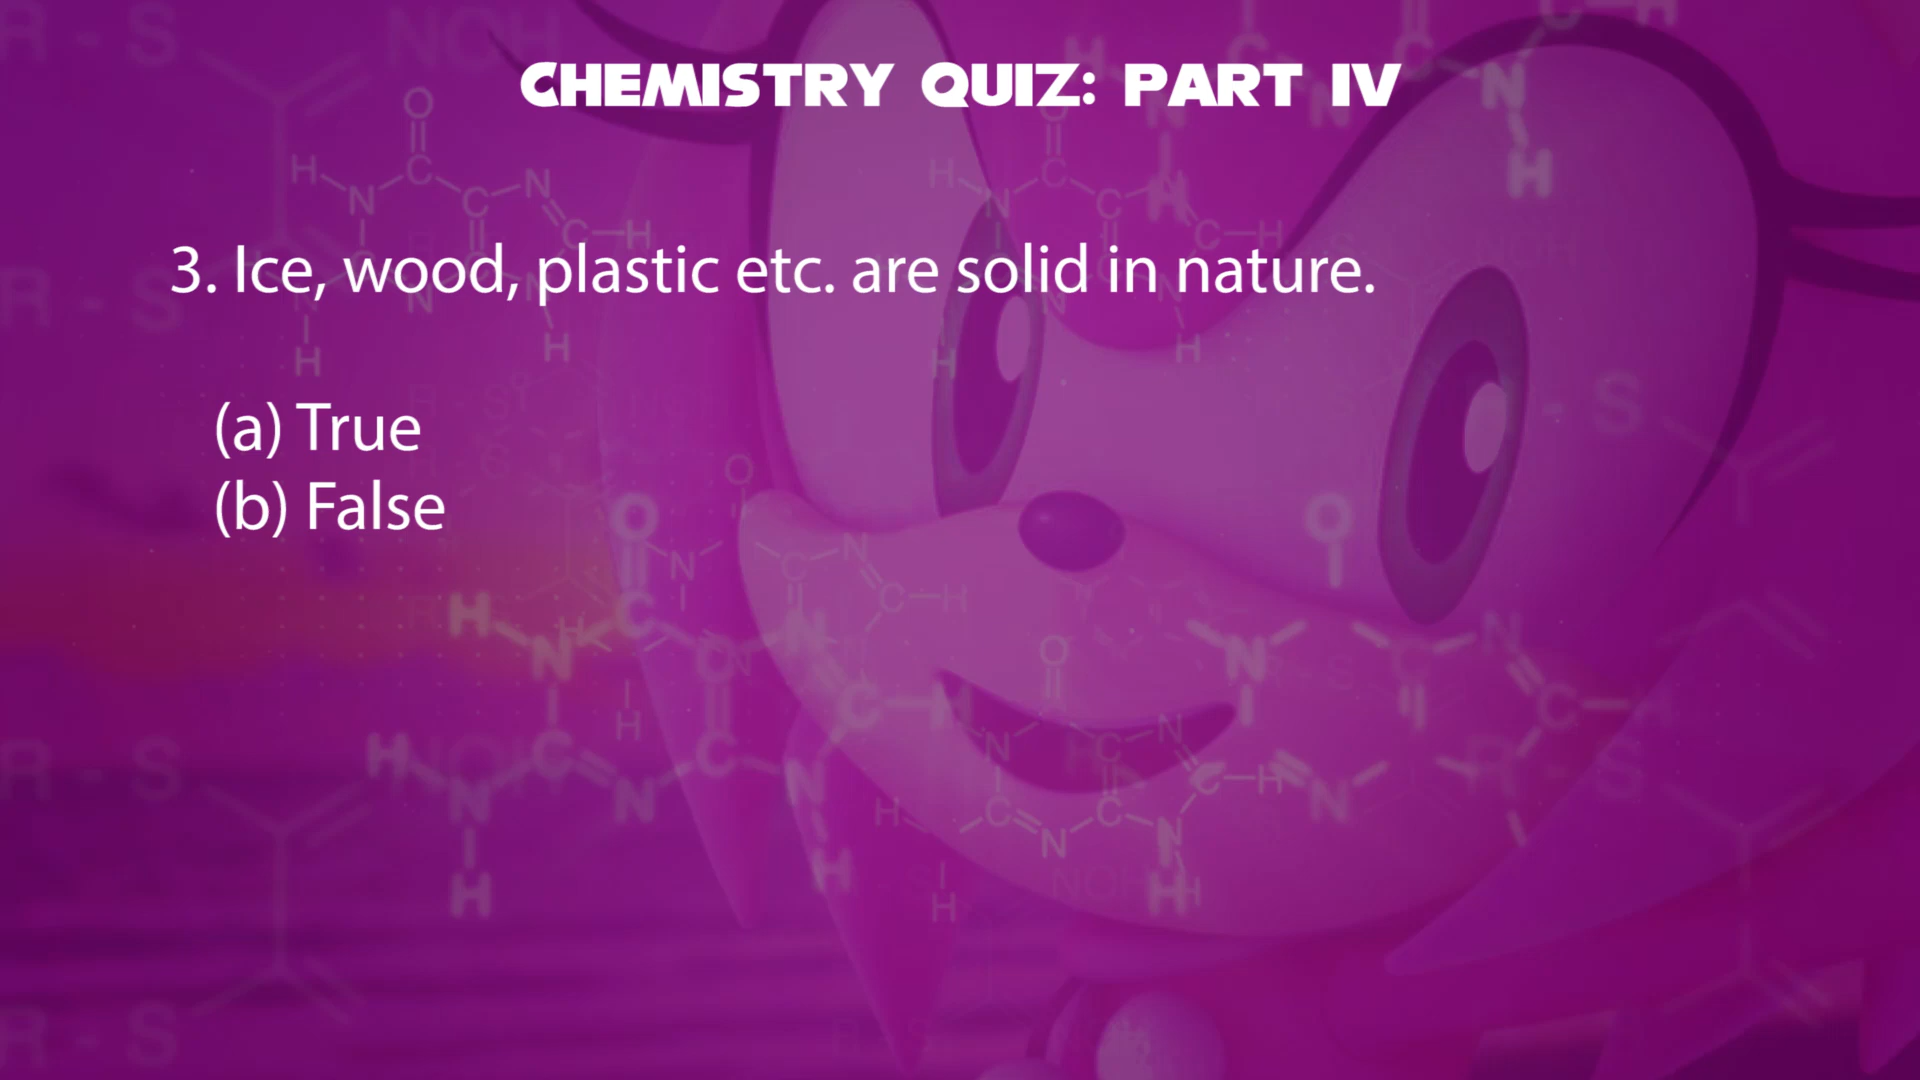 CHEMISTRY QUIZ: PART IV
3. Ice, wood, plastic etc. are solid in nature.
(a) True
(b) False